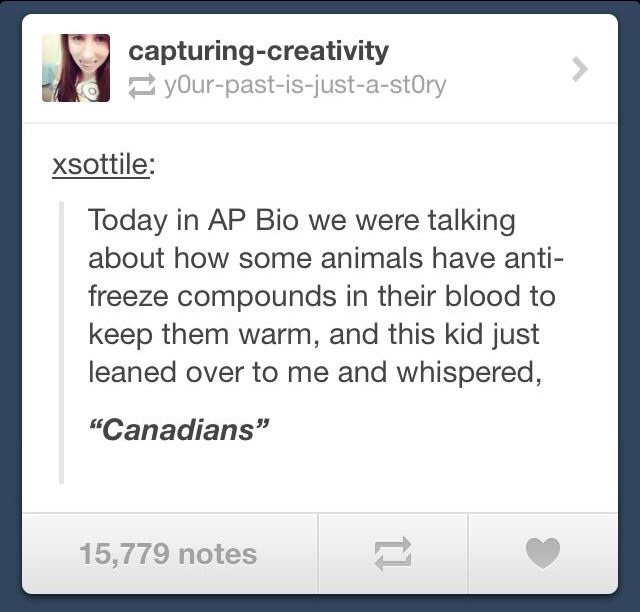 capturing-creativity
y0ur-past-is-just-a-st0ry
xsottile:
Today in AP Bio we were talking
about how some animals have anti-
freeze compounds in their blood to
keep them warm, and this kid just
leaned over to me and whispered,
“Canadians”
15,779 notes